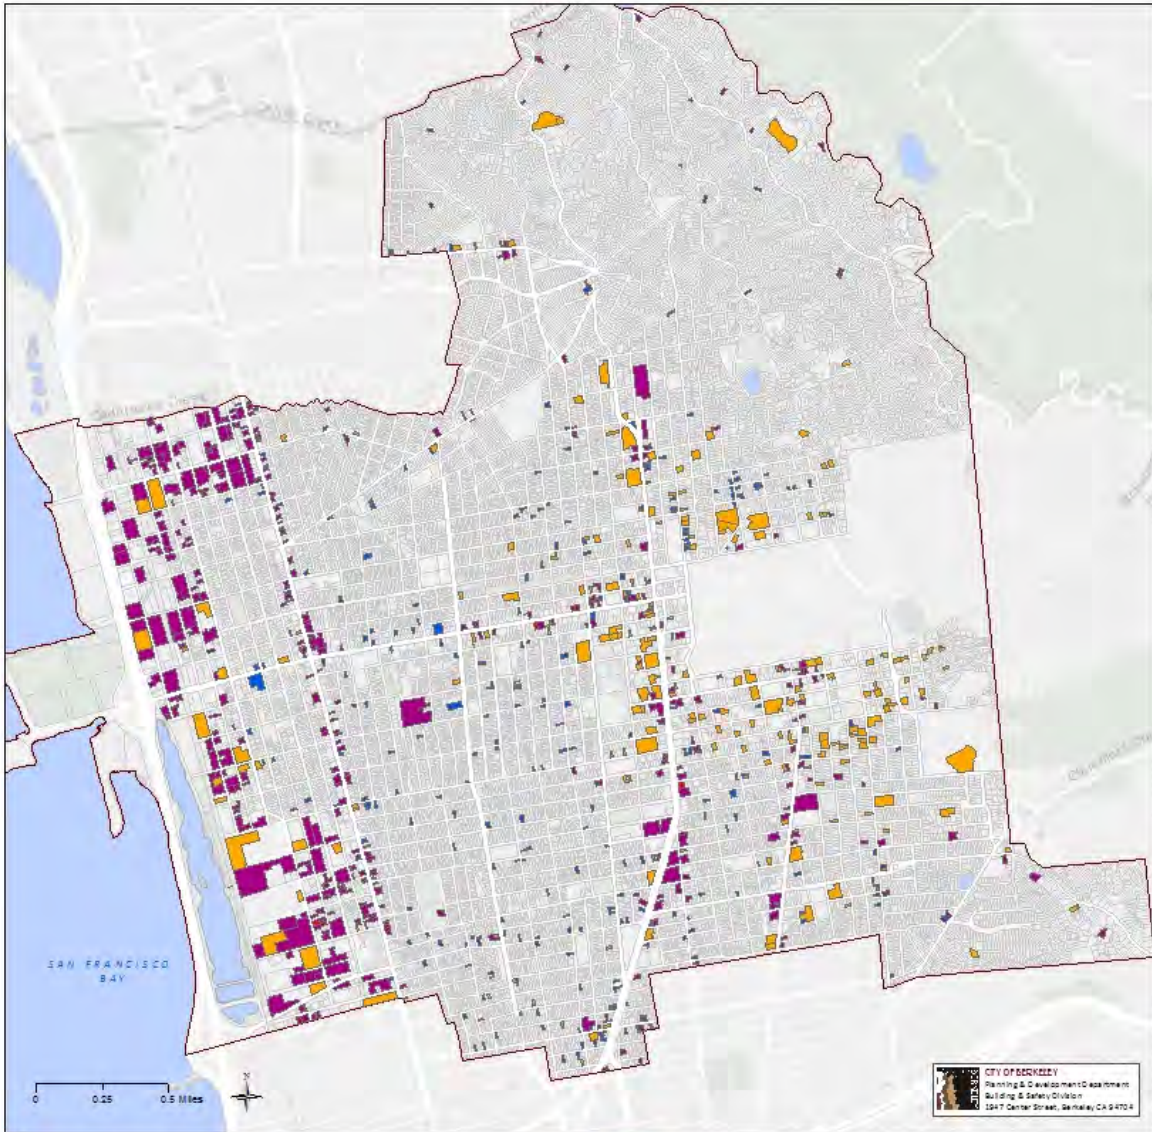 SAN FRANCISCO
BAY
N
0 0.25 0.5 Miles
CITY OF BERKELEY
Planning & Development Department
Building & Safety Division
1947 Center Street, Berkeley CA 94704